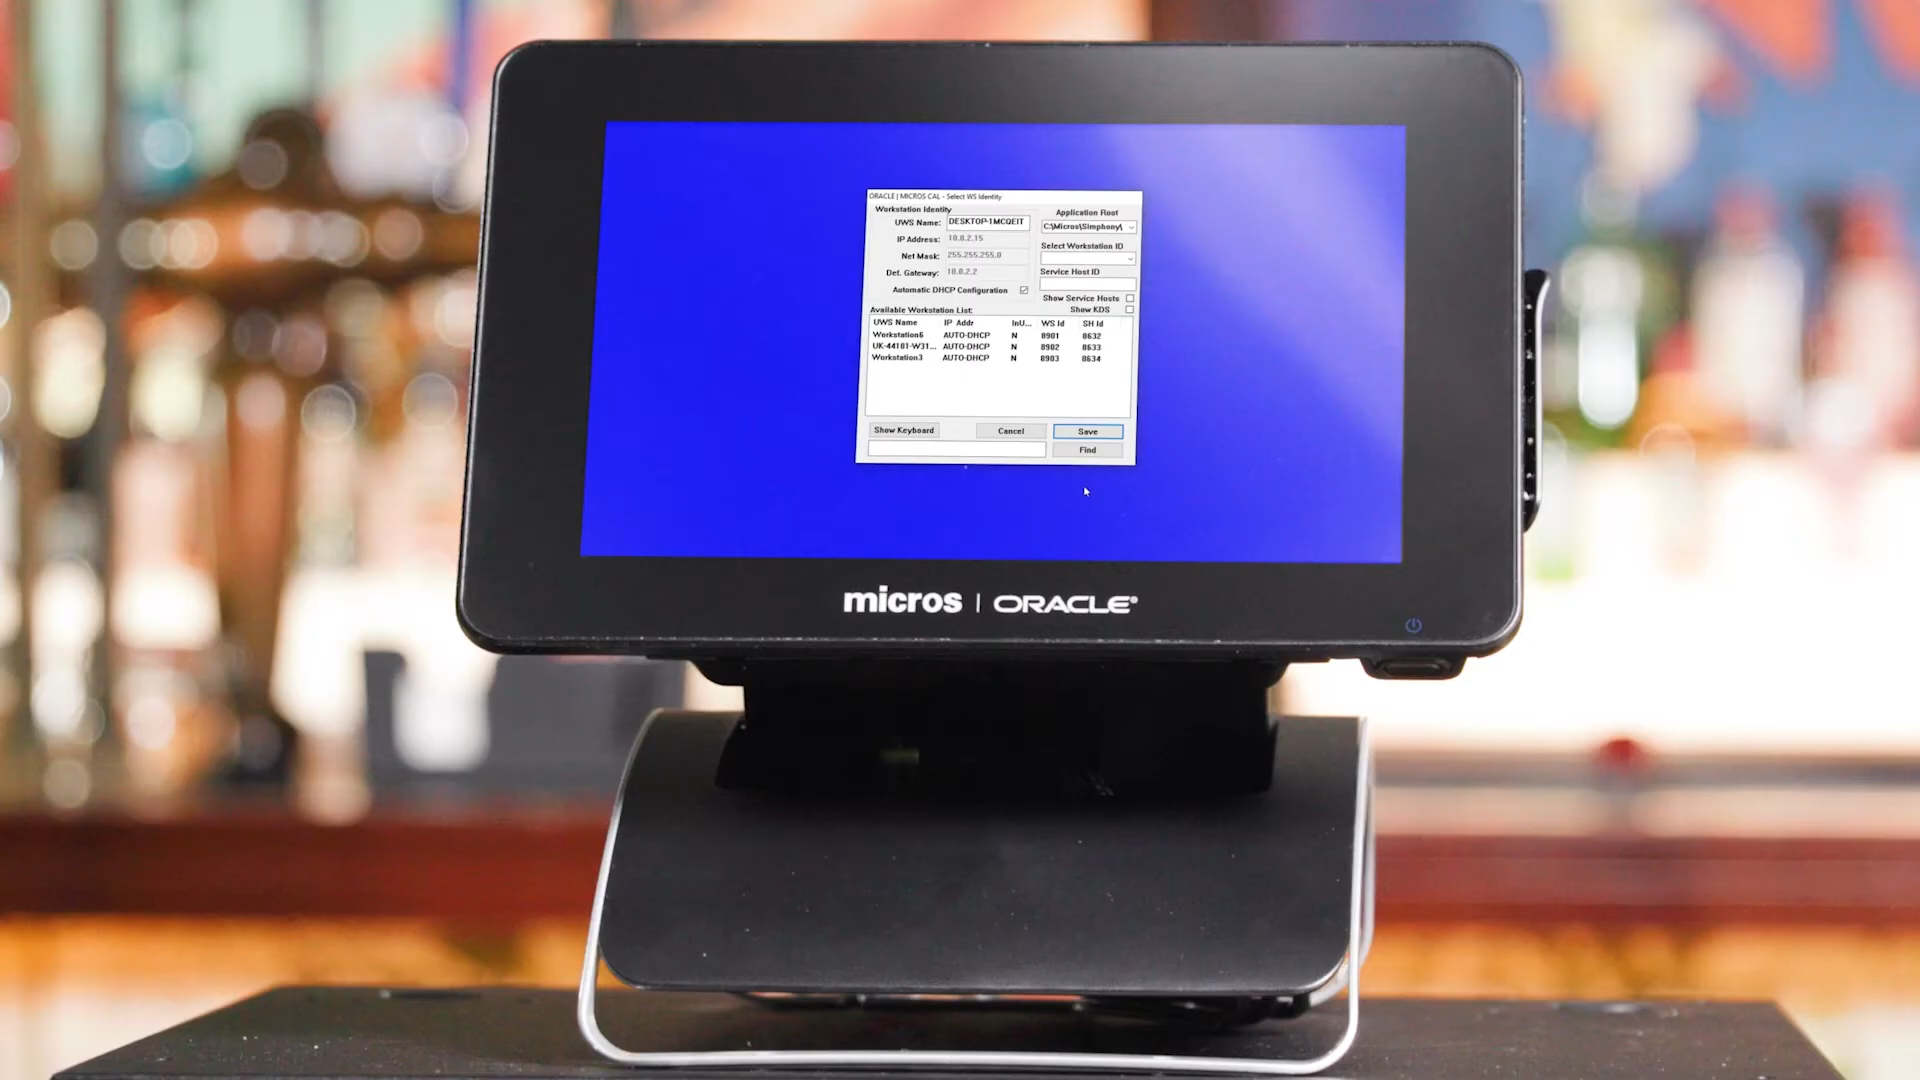 ORACLE | MICROS CAL - Select WS Identity
Workstation Identity
UWS Name: DESKTOP-1MCQEIT
IP Address: 10.0.2.15
Net Mask: 255.255.255.0
Def. Gateway: 10.0.2.2
Automatic DHCP Configuration
Application Root
C:\Micros\Simphony\
Select Workstation ID
Service Host ID
Show Service Hosts
Show KDS
Available Workstation List:
UWS Name IP Addr InU... WS Id SH Id
Workstation6 AUTO-DHCP N 8901 8632
UK-44101-W31... AUTO-DHCP N 8902 8633
Workstation3 AUTO-DHCP N 8903 8634
Show Keyboard Cancel Save
Find
micros | ORACLE®